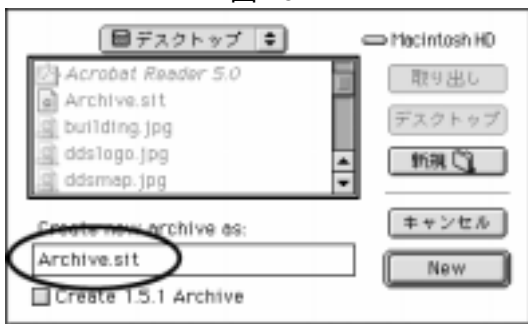 デスクトップ
Macintosh HD
Acrobat Reader 5.0
Archive.sit
building.jpg
ddslogo.jpg
ddsmap.jpg
取り出し
デスクトップ
新規
Create new archive as:
Archive.sit
Create 1.5.1 Archive
キャンセル
New